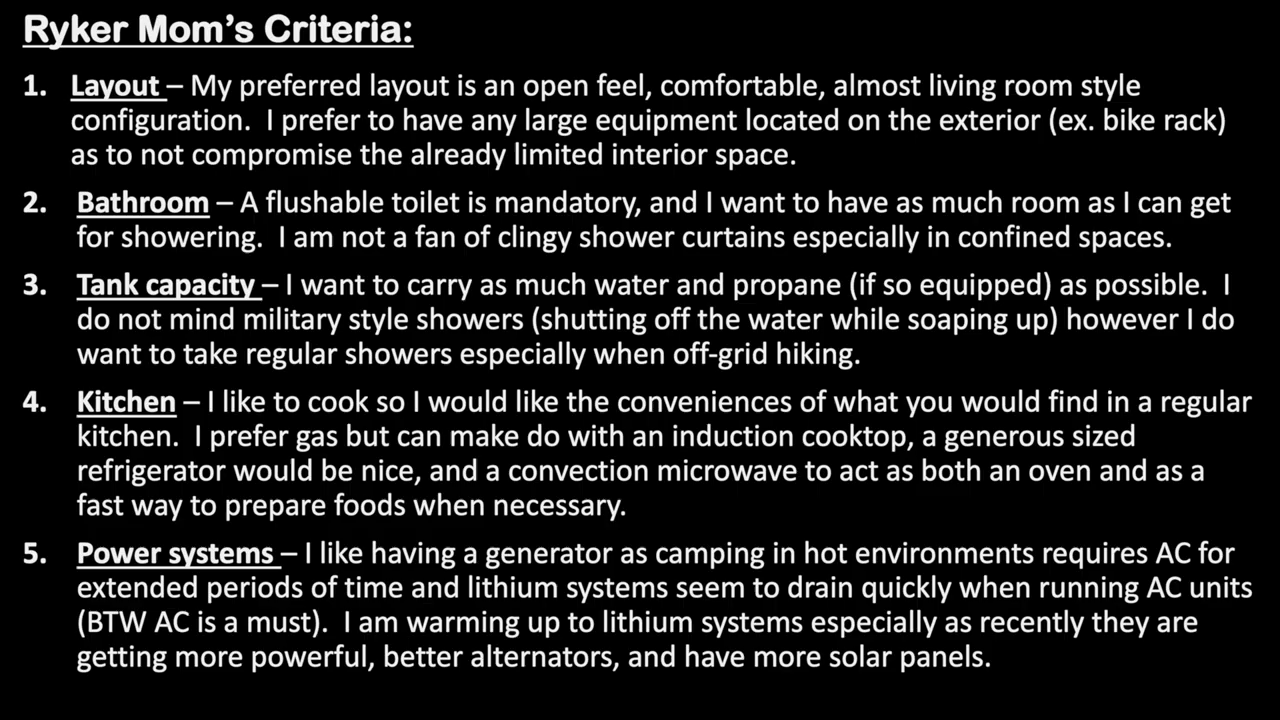 Ryker Mom's Criteria:
1. Layout – My preferred layout is an open feel, comfortable, almost living room style
configuration. I prefer to have any large equipment located on the exterior (ex. bike rack)
as to not compromise the already limited interior space.
2. Bathroom – A flushable toilet is mandatory, and I want to have as much room as I can get
for showering. I am not a fan of clingy shower curtains especially in confined spaces.
3. Tank capacity – I want to carry as much water and propane (if so equipped) as possible. I
do not mind military style showers (shutting off the water while soaping up) however I do
want to take regular showers especially when off-grid hiking.
4. Kitchen – I like to cook so I would like the conveniences of what you would find in a regular
kitchen. I prefer gas but can make do with an induction cooktop, a generous sized
refrigerator would be nice, and a convection microwave to act as both an oven and as a
fast way to prepare foods when necessary.
5. Power systems – I like having a generator as camping in hot environments requires AC for
extended periods of time and lithium systems seem to drain quickly when running AC units
(BTW AC is a must). I am warming up to lithium systems especially as recently they are
getting more powerful, better alternators, and have more solar panels.